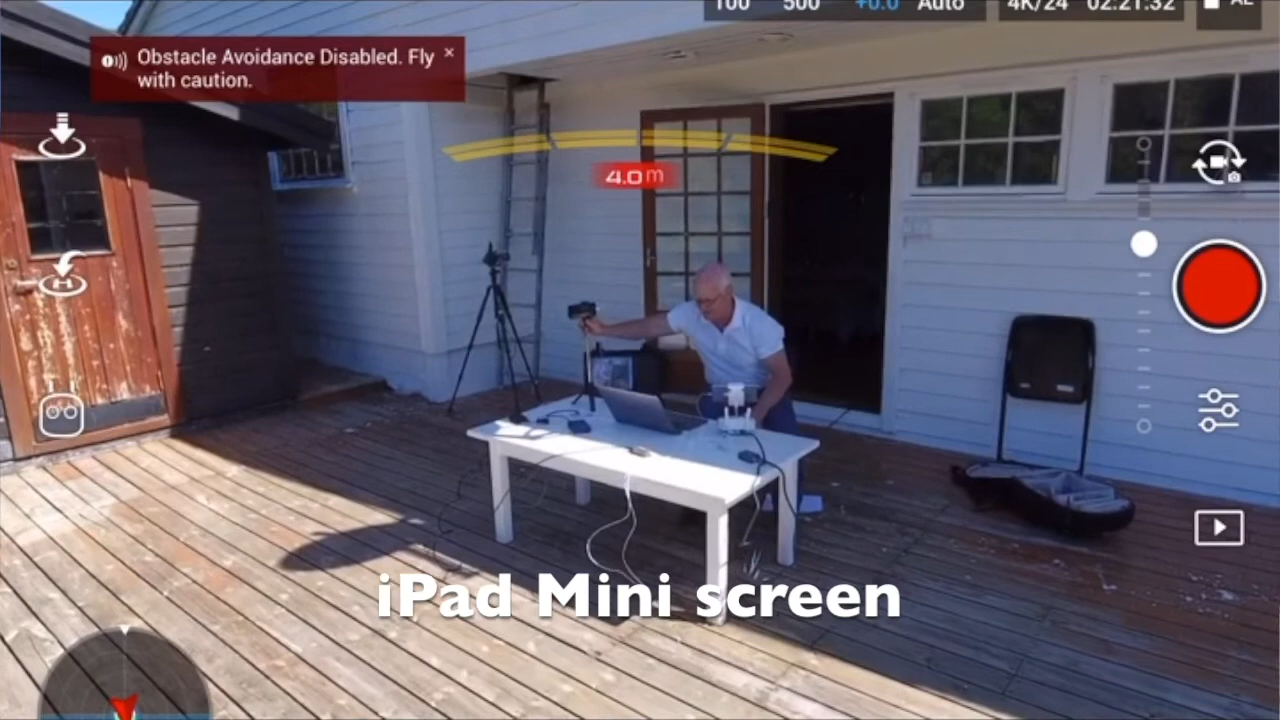 100 500 +0.0 Auto 4K/24 02:21:32 AE
Obstacle Avoidance Disabled. Fly
with caution.
4.0m
H
iPad Mini screen